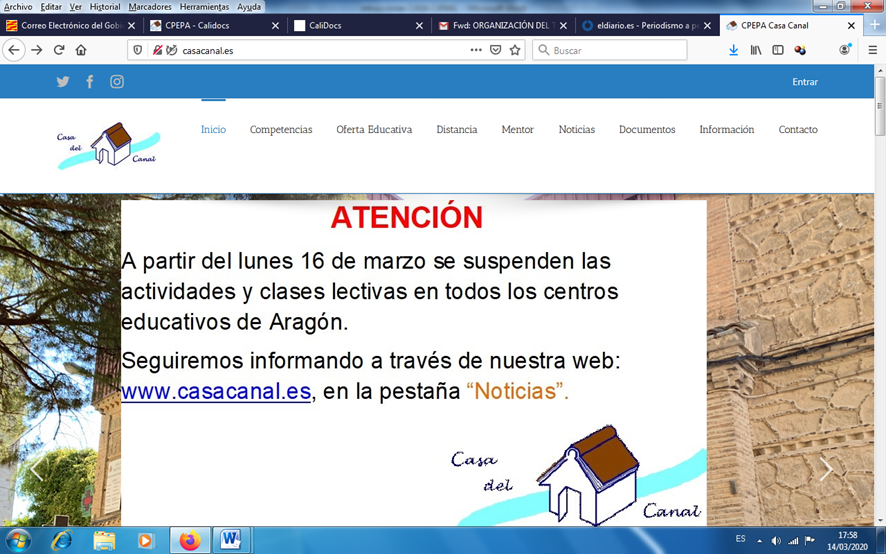 Archivo Editar Ver Historial Marcadores Herramientas Ayuda
Correo Electrónico del Gobi
CPEPA - Calidocs
CaliDocs
Fwd: ORGANIZACIÓN DEL T
eldiario.es - Periodismo a p
CPEPA Casa Canal
casacanal.es
Buscar
Entrar
Casa
del
Canal
Inicio Competencias Oferta Educativa Distancia Mentor Noticias Documentos Información Contacto
ATENCIÓN
A partir del lunes 16 de marzo se suspenden las
actividades y clases lectivas en todos los centros
educativos de Aragón.
Seguiremos informando a través de nuestra web:
www.casacanal.es, en la pestaña “Noticias”.
Casa
del
Canal
ES
17:58
14/03/2020